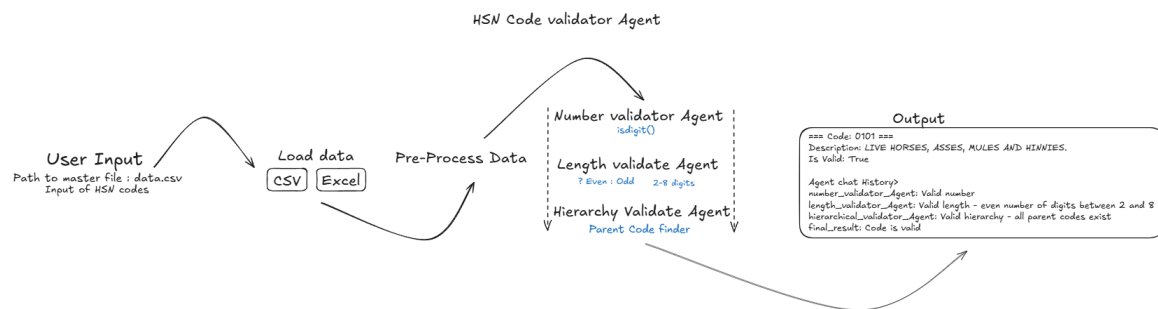 HSN Code validator Agent
User Input
Path to master file : data.csv
Input of HSN codes
Load data
CSV
Excel
Pre-Process Data
Number validator Agent
isdigit()
Length validate Agent
? Even : Odd 2-8 digits
Hierarchy Validate Agent
Parent Code finder
Output
=== Code: 0101 ===
Description: LIVE HORSES, ASSES, MULES AND HINNIES.
Is Valid: True
Agent chat History>
number_validator_Agent: Valid number
length_validator_Agent: Valid length - even number of digits between 2 and 8
hierarchical_validator_Agent: Valid hierarchy - all parent codes exist
final_result: Code is valid